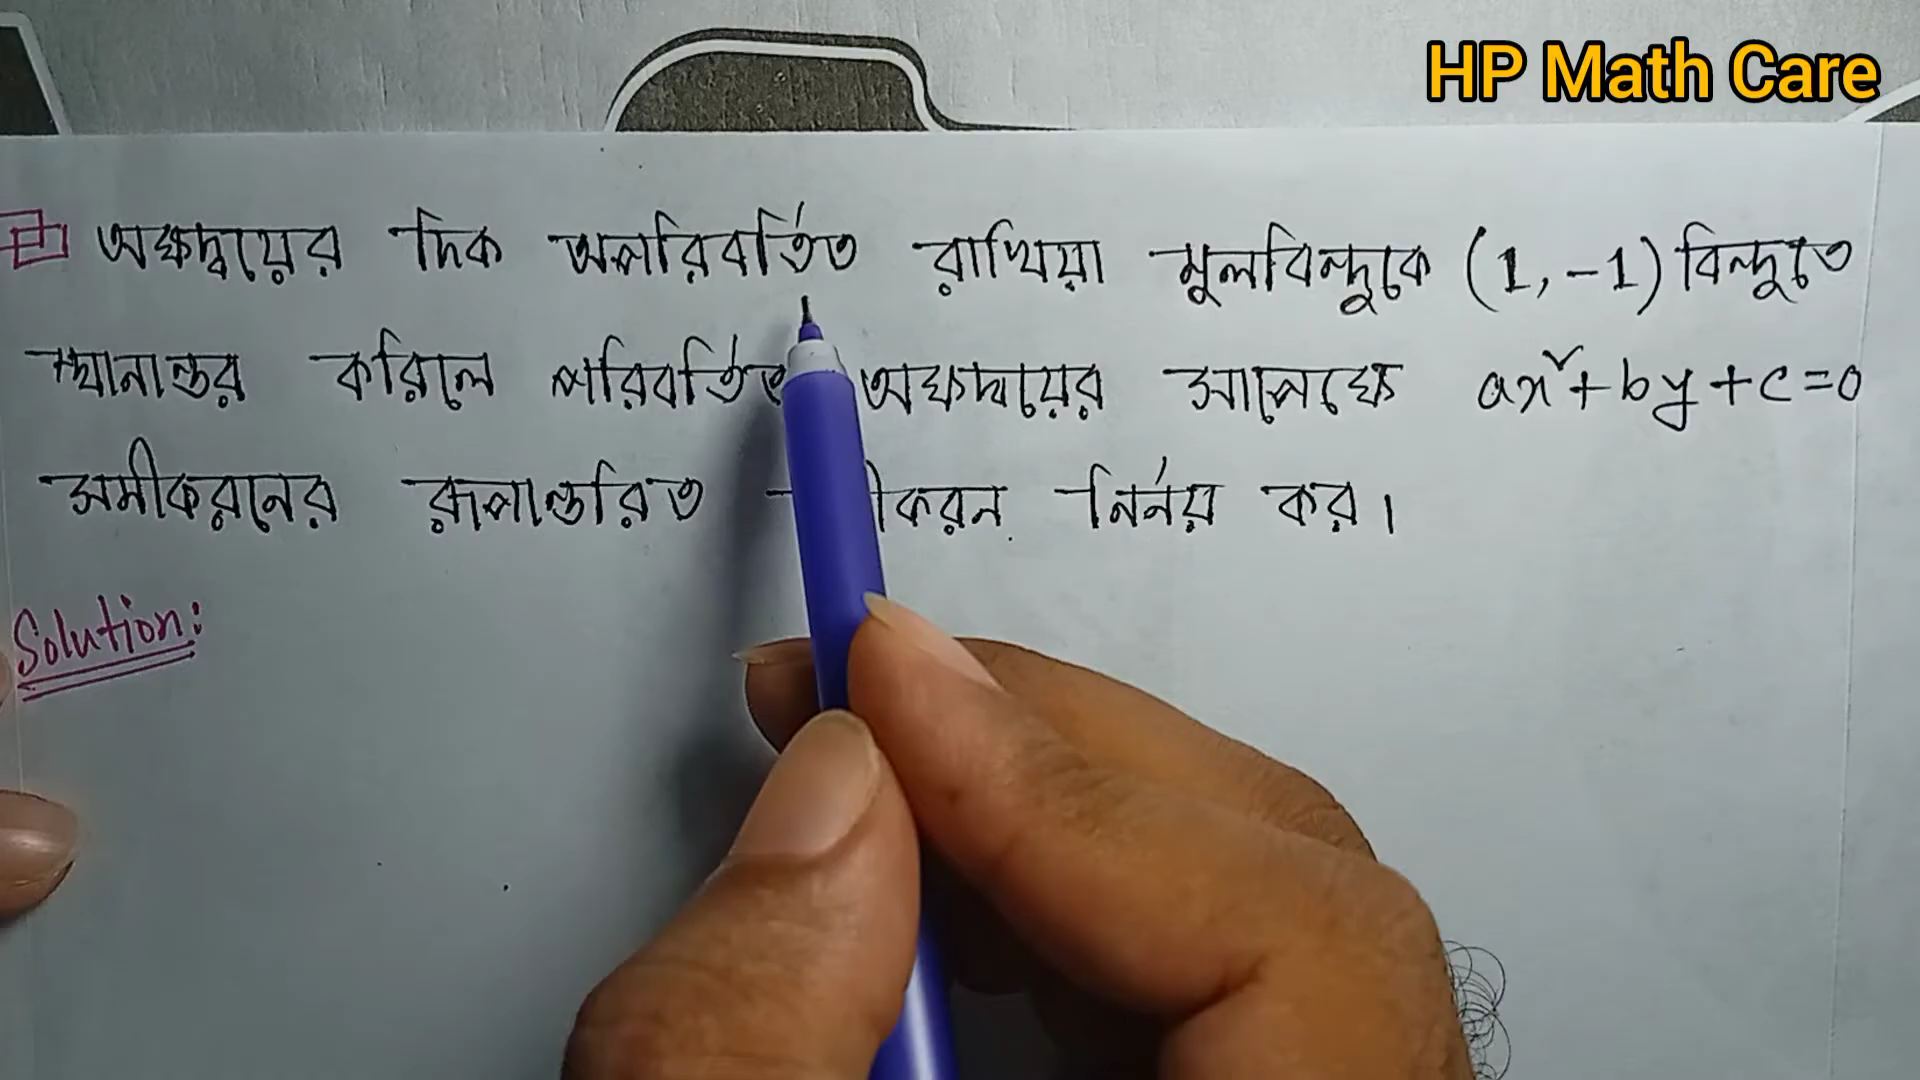 HP Math Care
অক্ষদ্বয়ের দিক অপরিবর্তিত রাখিয়া মূলবিন্দুকে (1, -1) বিন্দুতে
স্থানান্তর করিলে পরিবর্তিত অক্ষদ্বয়ের সাপেক্ষে ax²+by+c=0
সমীকরনের রূপান্তরিত নির্নয় কর।
Solution: